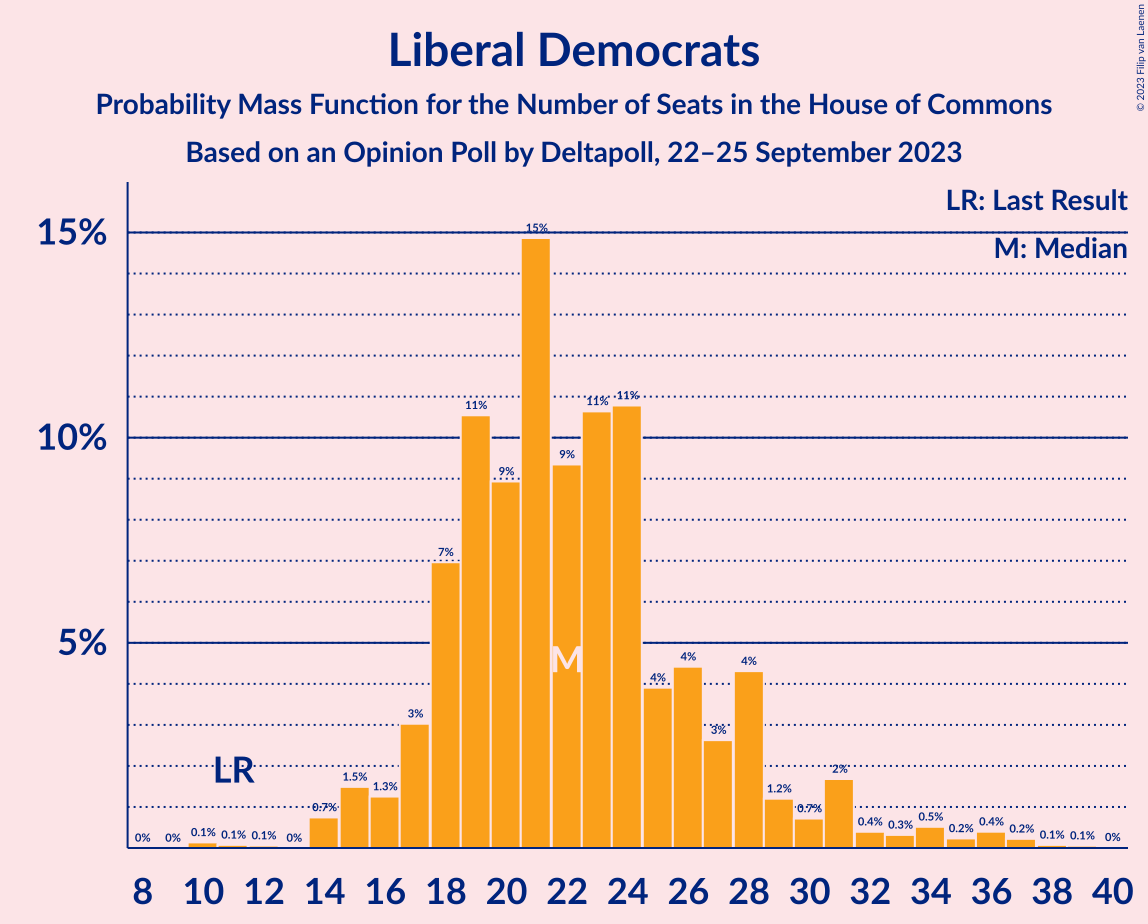 Liberal Democrats
Probability Mass Function for the Number of Seats in the House of Commons
Based on an Opinion Poll by Deltapoll, 22–25 September 2023
© 2023 Filip van Laenen
LR: Last Result
M: Median
15%
10%
5%
0% 0% 0.1% 0.1% 0.1% 0% 0.7% 1.5% 1.3% 3% 7% 11% 9% 15% 9% 11% 11% 4% 4% 3% 4% 1.2% 0.7% 2% 0.4% 0.3% 0.5% 0.2% 0.4% 0.2% 0.1% 0.1% 0%
LR
M
8 10 12 14 16 18 20 22 24 26 28 30 32 34 36 38 40